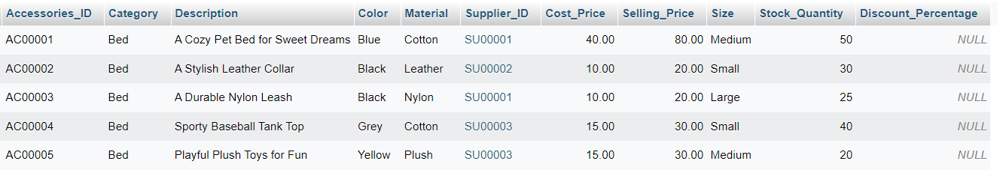 Accessories_ID Category Description Color Material Supplier_ID Cost_Price Selling_Price Size Stock_Quantity Discount_Percentage
AC00001 Bed A Cozy Pet Bed for Sweet Dreams Blue Cotton SU00001 40.00 80.00 Medium 50 NULL
AC00002 Bed A Stylish Leather Collar Black Leather SU00002 10.00 20.00 Small 30 NULL
AC00003 Bed A Durable Nylon Leash Black Nylon SU00001 10.00 20.00 Large 25 NULL
AC00004 Bed Sporty Baseball Tank Top Grey Cotton SU00003 15.00 30.00 Small 40 NULL
AC00005 Bed Playful Plush Toys for Fun Yellow Plush SU00003 15.00 30.00 Medium 20 NULL